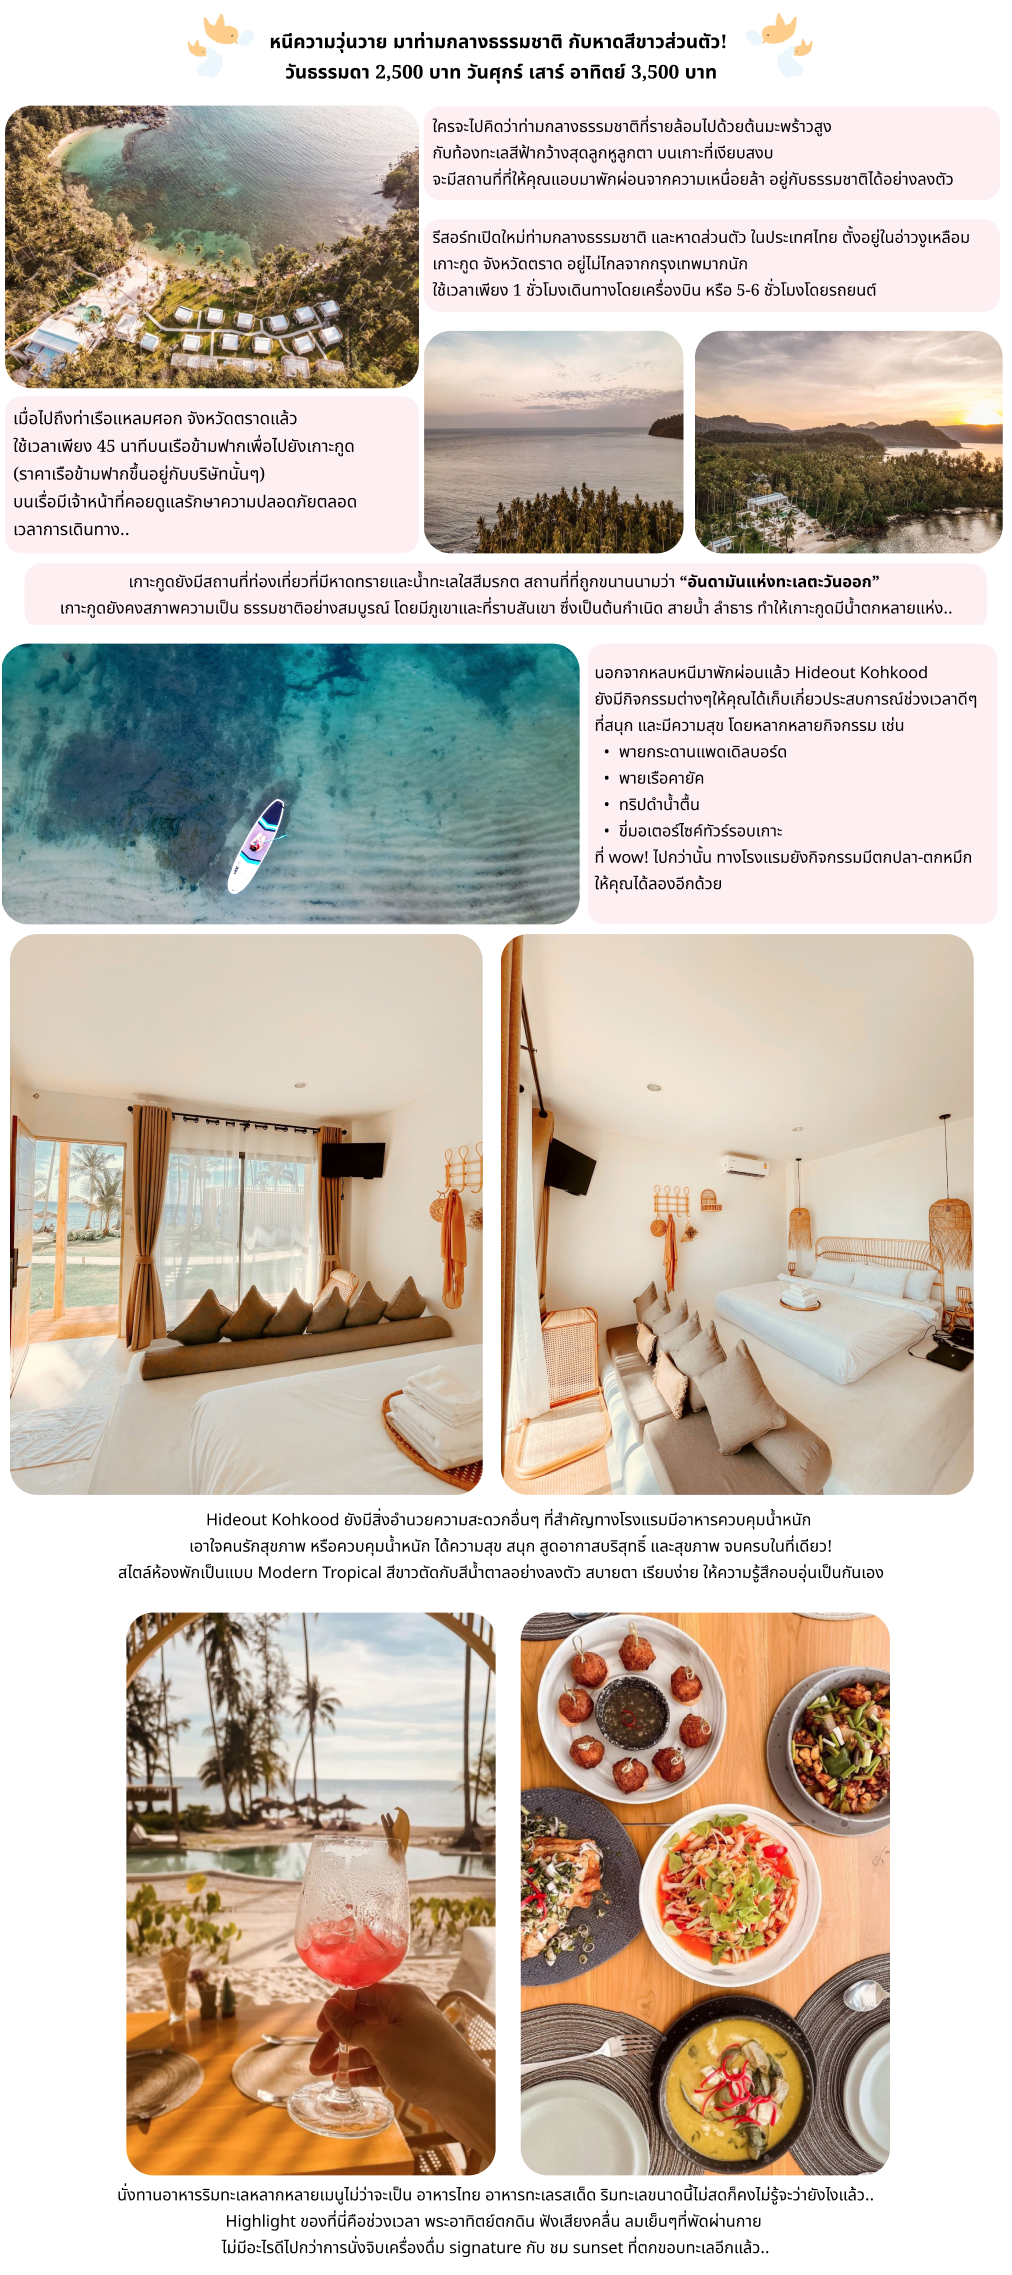 หนีความวุ่นวาย มาท่ามกลางธรรมชาติ กับหาดสีขาวส่วนตัว!
วันธรรมดา 2,500 บาท วันศุกร์ เสาร์ อาทิตย์ 3,500 บาท
ใครจะไปคิดว่าท่ามกลางธรรมชาติที่รายล้อมไปด้วยต้นมะพร้าวสูง
กับท้องทะเลสีฟ้ากว้างสุดลูกหูลูกตา บนเกาะที่เงียบสงบ
จะมีสถานที่ที่ให้คุณแอบมาพักผ่อนจากความเหนื่อยล้า อยู่กับธรรมชาติได้อย่างลงตัว
รีสอร์ทเปิดใหม่ท่ามกลางธรรมชาติ และหาดส่วนตัว ในประเทศไทย ตั้งอยู่ในอ่าวงูเหลือม
เกาะกูด จังหวัดตราด อยู่ไม่ไกลจากกรุงเทพมากนัก
ใช้เวลาเพียง 1 ชั่วโมงเดินทางโดยเครื่องบิน หรือ 5-6 ชั่วโมงโดยรถยนต์
เมื่อไปถึงท่าเรือแหลมศอก จังหวัดตราดแล้ว
ใช้เวลาเพียง 45 นาทีบนเรือข้ามฟากเพื่อไปยังเกาะกูด
(ราคาเรือข้ามฟากขึ้นอยู่กับบริษัทนั้นๆ)
บนเรื่อมีเจ้าหน้าที่คอยดูแลรักษาความปลอดภัยตลอด
เวลาการเดินทาง..
เกาะกูดยังมีสถานที่ท่องเที่ยวที่มีหาดทรายและน้ำทะเลใสสีมรกต สถานที่ที่ถูกขนานนามว่า “อันดามันแห่งทะเลตะวันออก”
เกาะกูดยังคงสภาพความเป็น ธรรมชาติอย่างสมบูรณ์ โดยมีภูเขาและที่ราบสันเขา ซึ่งเป็นต้นกำเนิด สายน้ำ ลำธาร ทำให้เกาะกูดมีน้ำตกหลายแห่ง..
นอกจากหลบหนีมาพักผ่อนแล้ว Hideout Kohkood
ยังมีกิจกรรมต่างๆให้คุณได้เก็บเกี่ยวประสบการณ์ช่วงเวลาดีๆ
ที่สนุก และมีความสุข โดยหลากหลายกิจกรรม เช่น
• พายกระดานแพดเดิลบอร์ด
• พายเรือคายัค
• ทริปดำน้ำตื้น
• ขี่มอเตอร์ไซค์ทัวร์รอบเกาะ
ที่ wow! ไปกว่านั้น ทางโรงแรมยังกิจกรรมมีตกปลา-ตกหมึก
ให้คุณได้ลองอีกด้วย
Hideout Kohkood ยังมีสิ่งอำนวยความสะดวกอื่นๆ ที่สำคัญทางโรงแรมมีอาหารควบคุมน้ำหนัก
เอาใจคนรักสุขภาพ หรือควบคุมน้ำหนัก ได้ความสุข สนุก สูดอากาสบริสุทธิ์ และสุขภาพ จบครบในที่เดียว!
สไตล์ห้องพักเป็นแบบ Modern Tropical สีขาวตัดกับสีน้ำตาลอย่างลงตัว สบายตา เรียบง่าย ให้ความรู้สึกอบอุ่นเป็นกันเอง
นั่งทานอาหารริมทะเลหลากหลายเมนูไม่ว่าจะเป็น อาหารไทย อาหารทะเลรสเด็ด ริมทะเลขนาดนี้ไม่สดก็คงไม่รู้จะว่ายังไงแล้ว..
Highlight ของที่นี่คือช่วงเวลา พระอาทิตย์ตกดิน ฟังเสียงคลื่น ลมเย็นๆที่พัดผ่านกาย
ไม่มีอะไรดีไปกว่าการนั่งจิบเครื่องดื่ม signature กับ ชม sunset ที่ตกขอบทะเลอีกแล้ว..